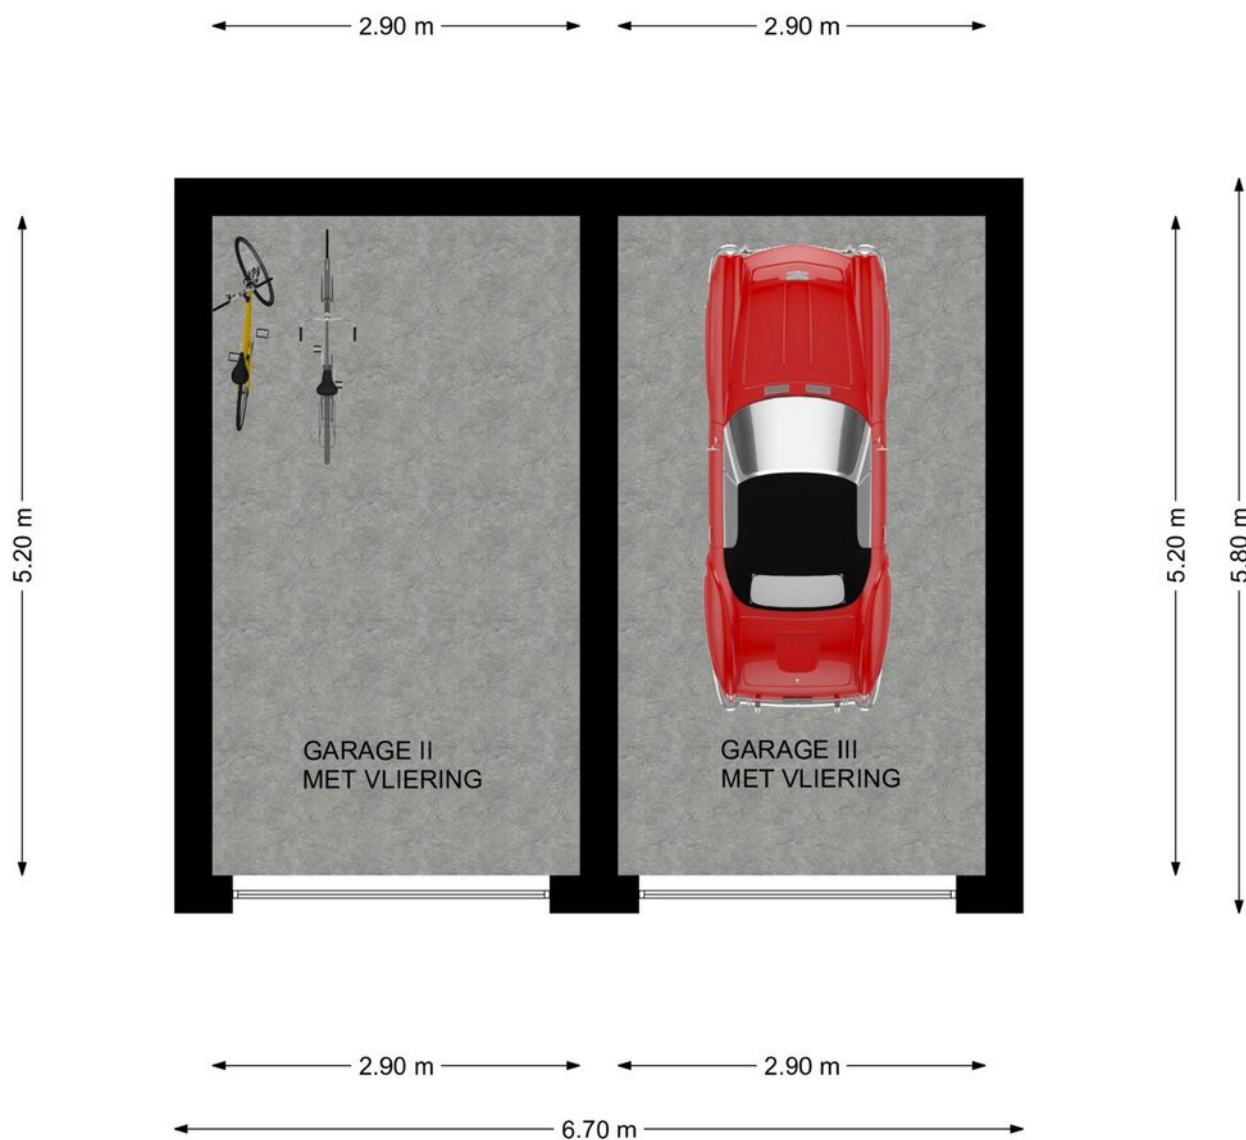 2.90 m
2.90 m
5.20 m
5.20 m
5.80 m
GARAGE II
MET VLIERING
GARAGE III
MET VLIERING
2.90 m
2.90 m
6.70 m